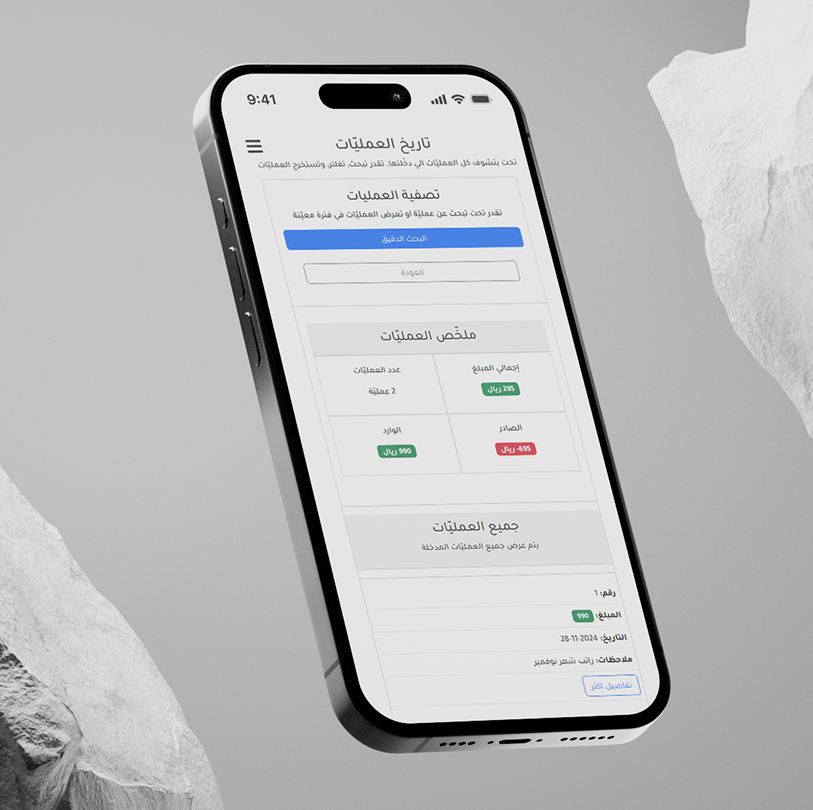 9:41
تاريخ العمليّات
تحت بتشوف كل العمليّات الي دخّلتها. تقدر تبحث, تفلتر, وتستخرج العمليّات
تصفية العمليات
تقدر تحت تبحث عن عمليّة او تعرض العمليّات في فترة معيّنة
البحث الدقيق
العودة
ملخّص العمليّات
إجمالي المبلغ
295 ريال
عدد العمليّات
2 عمليّة
الصادر
695- ريال
الوارد
990 ريال
جميع العمليّات
يتم عرض جميع العمليّات المدخلة
رقم: 1
المبلغ: 990
التاريخ: 28-11-2024
ملاحظات: راتب شهر نوفمبر
تفاصيل اكثر